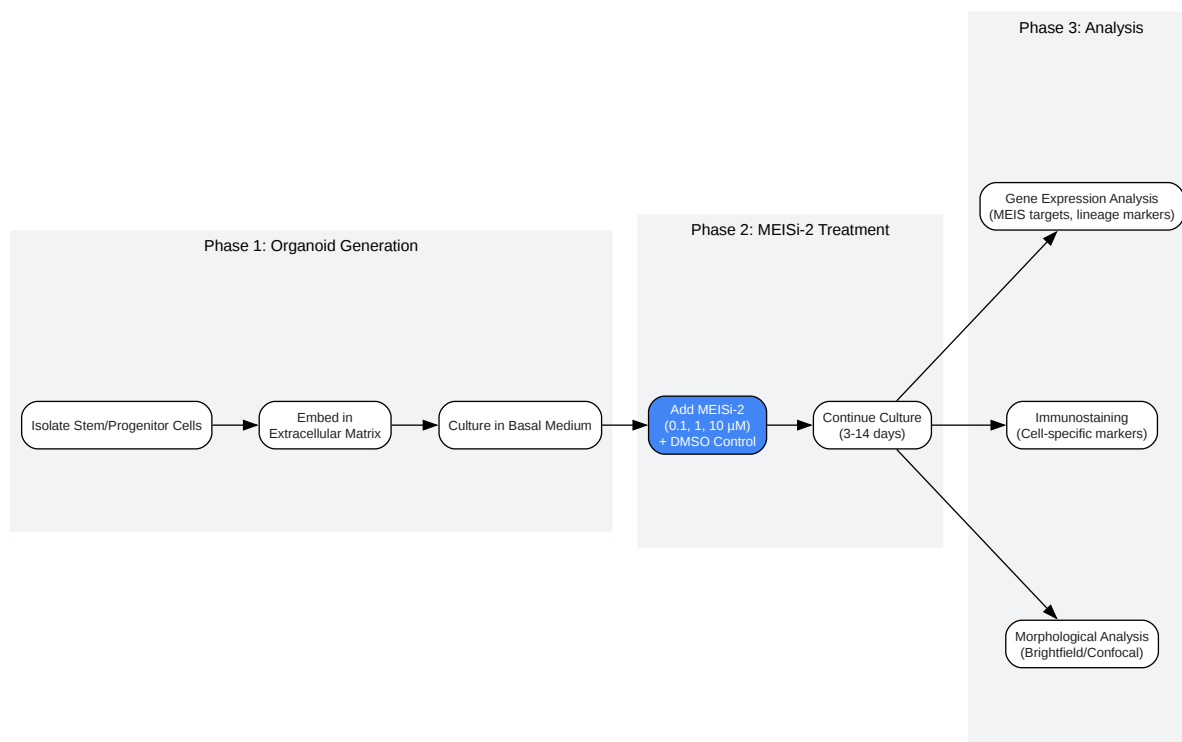 Phase 1: Organoid Generation
Isolate Stem/Progenitor Cells
Embed in
Extracellular Matrix
Culture in Basal Medium
Phase 2: MEISi-2 Treatment
Add MEISi-2
(0.1, 1, 10 µM)
+ DMSO Control
Continue Culture
(3-14 days)
Phase 3: Analysis
Gene Expression Analysis
(MEIS targets, lineage markers)
Immunostaining
(Cell-specific markers)
Morphological Analysis
(Brightfield/Confocal)